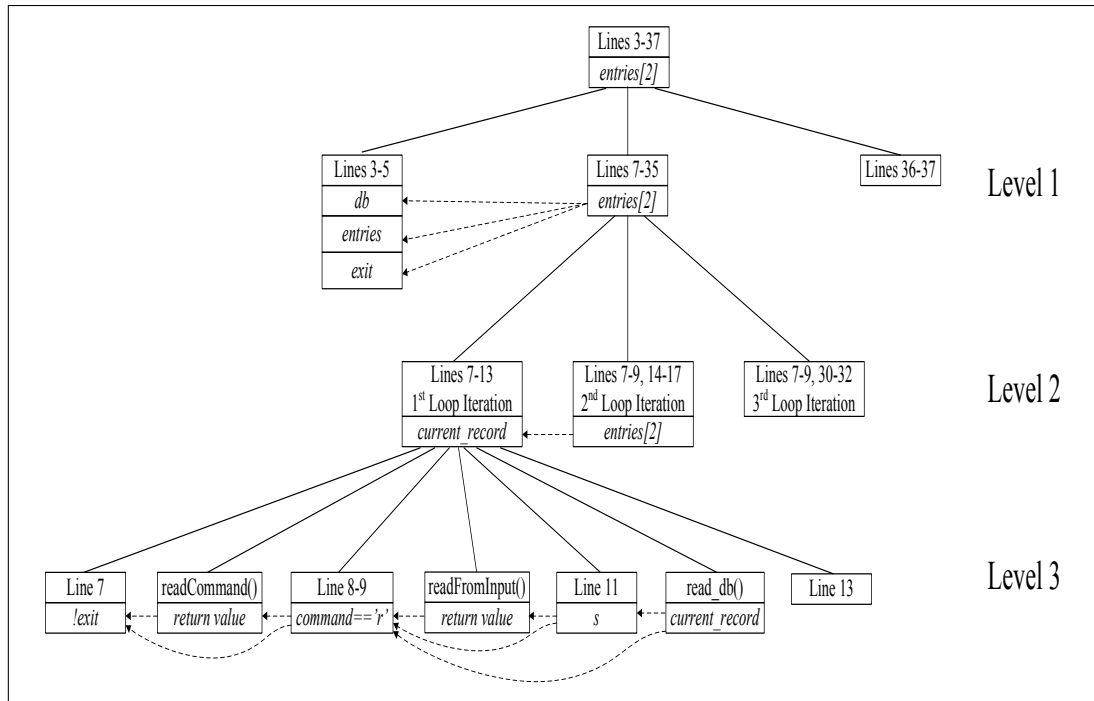 Lines 3-37
entries[2]
Lines 3-5
db
entries
exit
Lines 7-35
entries[2]
Lines 36-37
Level 1
Lines 7-13
1st Loop Iteration
current_record
Lines 7-9, 14-17
2nd Loop Iteration
entries[2]
Lines 7-9, 30-32
3rd Loop Iteration
Level 2
Line 7
!exit
readCommand()
return value
Line 8-9
command=='r'
readFromInput()
return value
Line 11
s
read_db()
current_record
Line 13
Level 3